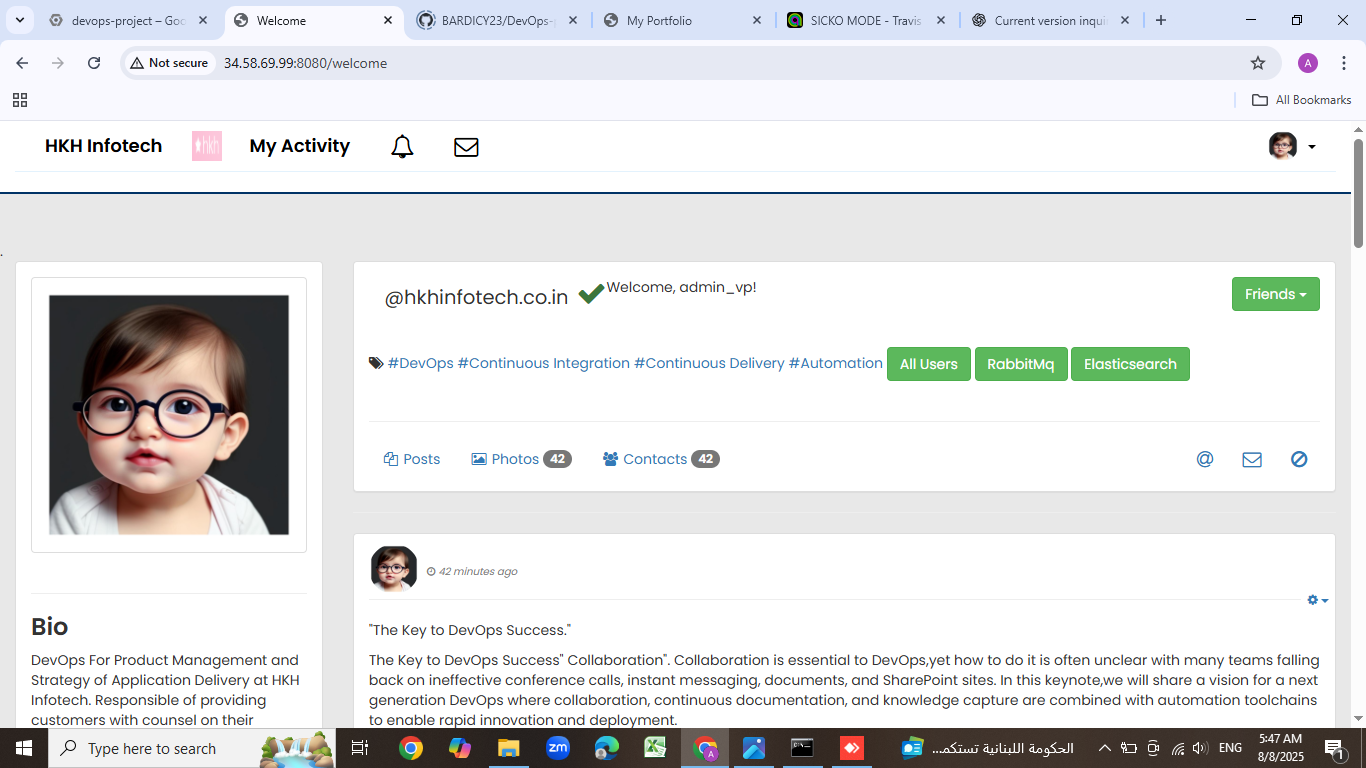 devops-project – Goo
Welcome
BARDICY23/DevOps-p
My Portfolio
SICKO MODE - Travis
Current version inqui
Not secure
34.58.69.99:8080/welcome
A
All Bookmarks
HKH Infotech
hkh
My Activity
@hkhinfotech.co.in
Welcome, admin_vp!
Friends
#DevOps #Continuous Integration #Continuous Delivery #Automation
All Users
RabbitMq
Elasticsearch
Posts
Photos 42
Contacts 42
@
42 minutes ago
"The Key to DevOps Success."
The Key to DevOps Success" Collaboration". Collaboration is essential to DevOps,yet how to do it is often unclear with many teams falling
back on ineffective conference calls, instant messaging, documents, and SharePoint sites. In this keynote,we will share a vision for a next
generation DevOps where collaboration, continuous documentation, and knowledge capture are combined with automation toolchains
to enable rapid innovation and deployment.
Bio
DevOps For Product Management and
Strategy of Application Delivery at HKH
Infotech. Responsible of providing
customers with counsel on their
Type here to search
zm
A
الحكومة اللبنانية تستكمـ...
ENG
5:47 AM
8/8/2025
1